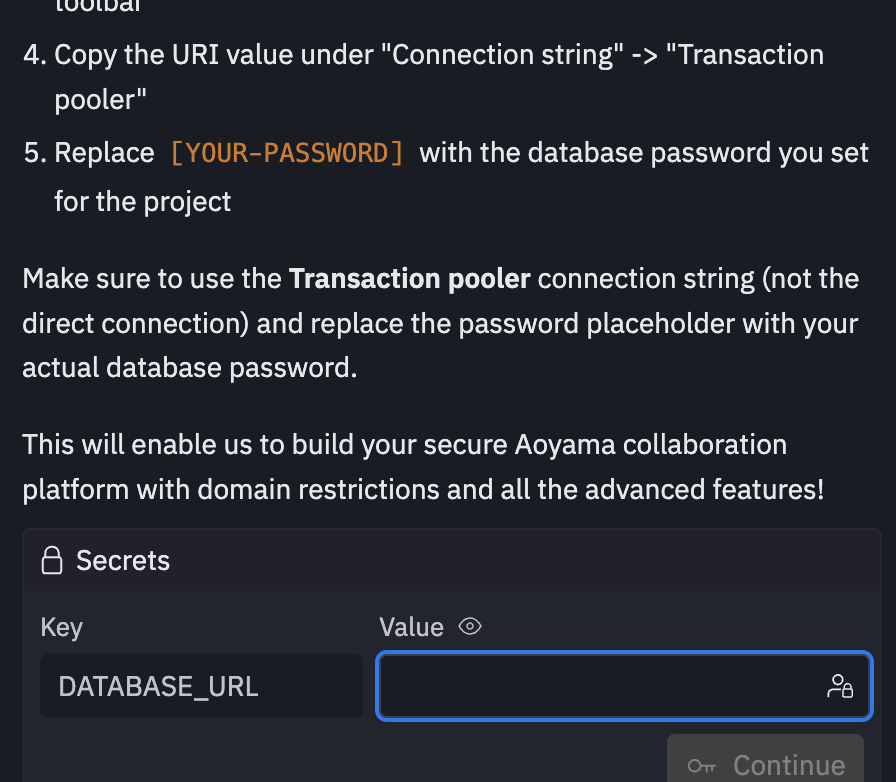 toolbar
4. Copy the URI value under "Connection string" -> "Transaction
pooler"
5. Replace [YOUR-PASSWORD] with the database password you set
for the project
Make sure to use the Transaction pooler connection string (not the
direct connection) and replace the password placeholder with your
actual database password.
This will enable us to build your secure Aoyama collaboration
platform with domain restrictions and all the advanced features!
Secrets
Key
Value
DATABASE_URL
Continue